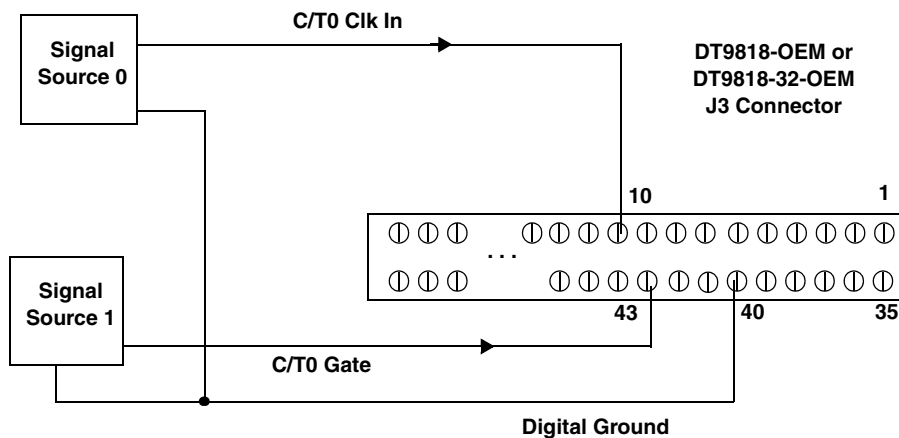 C/T0 Clk In
Signal
Source 0
DT9818-OEM or
DT9818-32-OEM
J3 Connector
10
1
. . .
Signal
Source 1
43
40
35
C/T0 Gate
Digital Ground